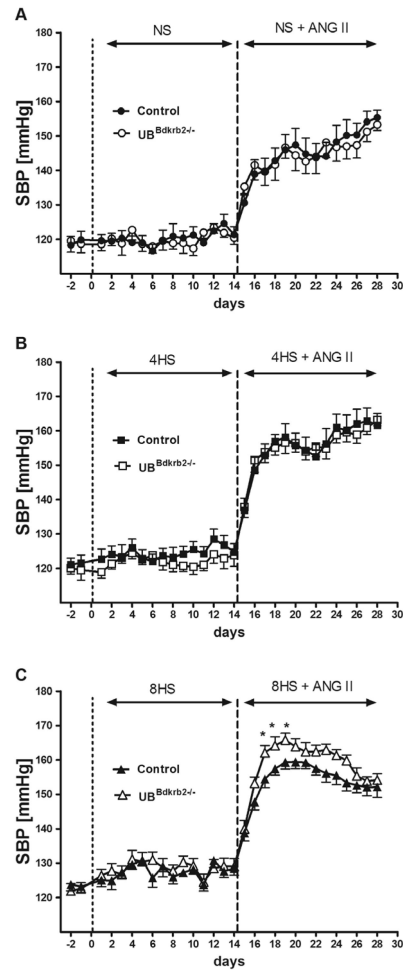 A
NS
NS + ANG II
180
170
160
150
140
130
120
110
SBP [mmHg]
Control
UB^Bdkrb2-/-
-2 0 2 4 6 8 10 12 14 16 18 20 22 24 26 28 30
days
B
4HS
4HS + ANG II
180
170
160
150
140
130
120
110
SBP [mmHg]
Control
UB^Bdkrb2-/-
-2 0 2 4 6 8 10 12 14 16 18 20 22 24 26 28 30
days
C
8HS
8HS + ANG II
180
170
160
150
140
130
120
110
SBP [mmHg]
* * *
Control
UB^Bdkrb2-/-
-2 0 2 4 6 8 10 12 14 16 18 20 22 24 26 28 30
days